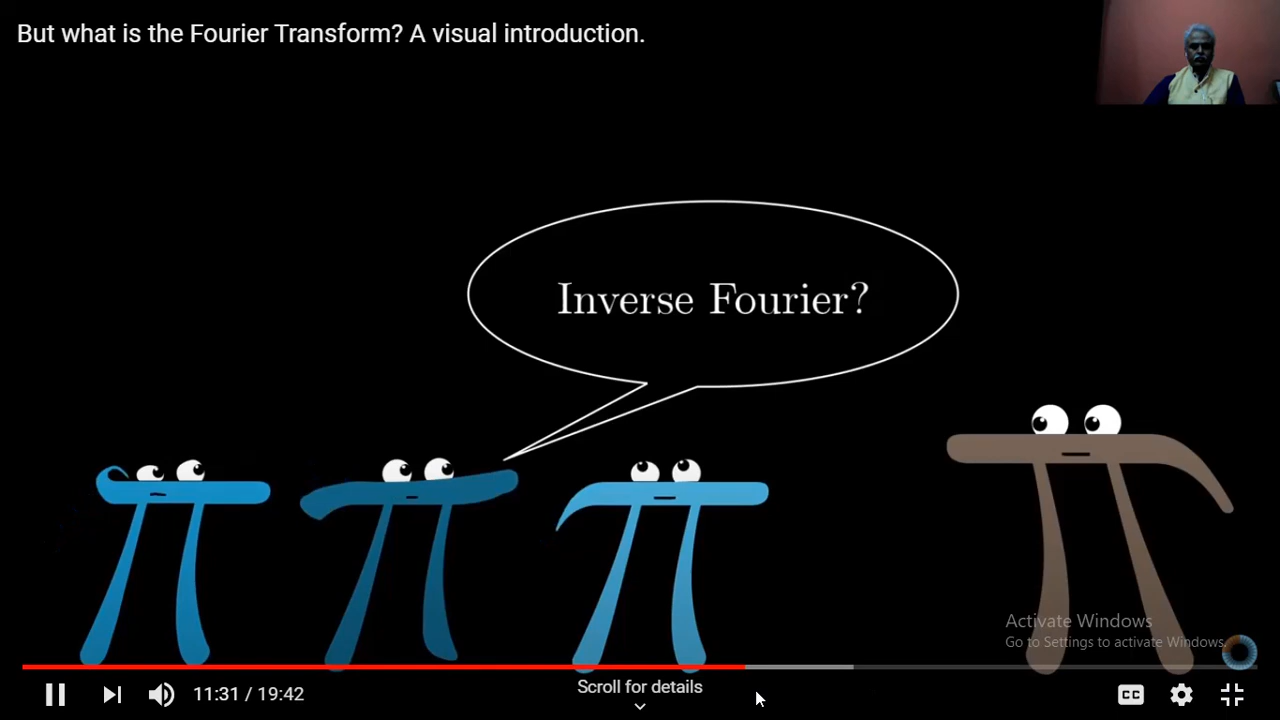 But what is the Fourier Transform? A visual introduction.
Inverse Fourier?
Activate Windows
Go to Settings to activate Windows.
11:31 / 19:42
Scroll for details
CC